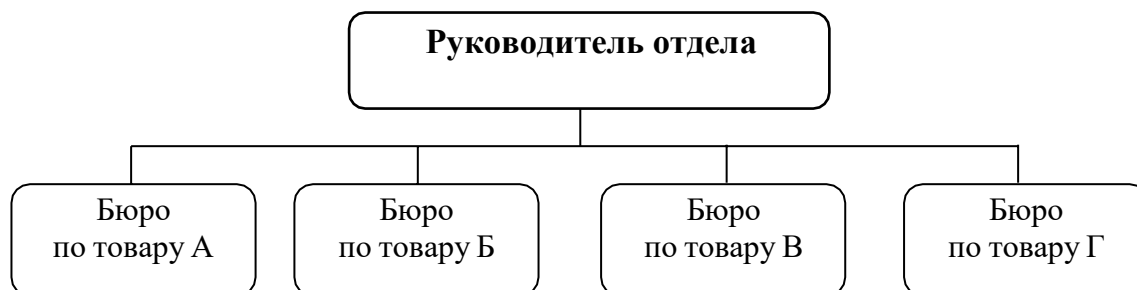 Руководитель отдела
Бюро
по товару А
Бюро
по товару Б
Бюро
по товару В
Бюро
по товару Г